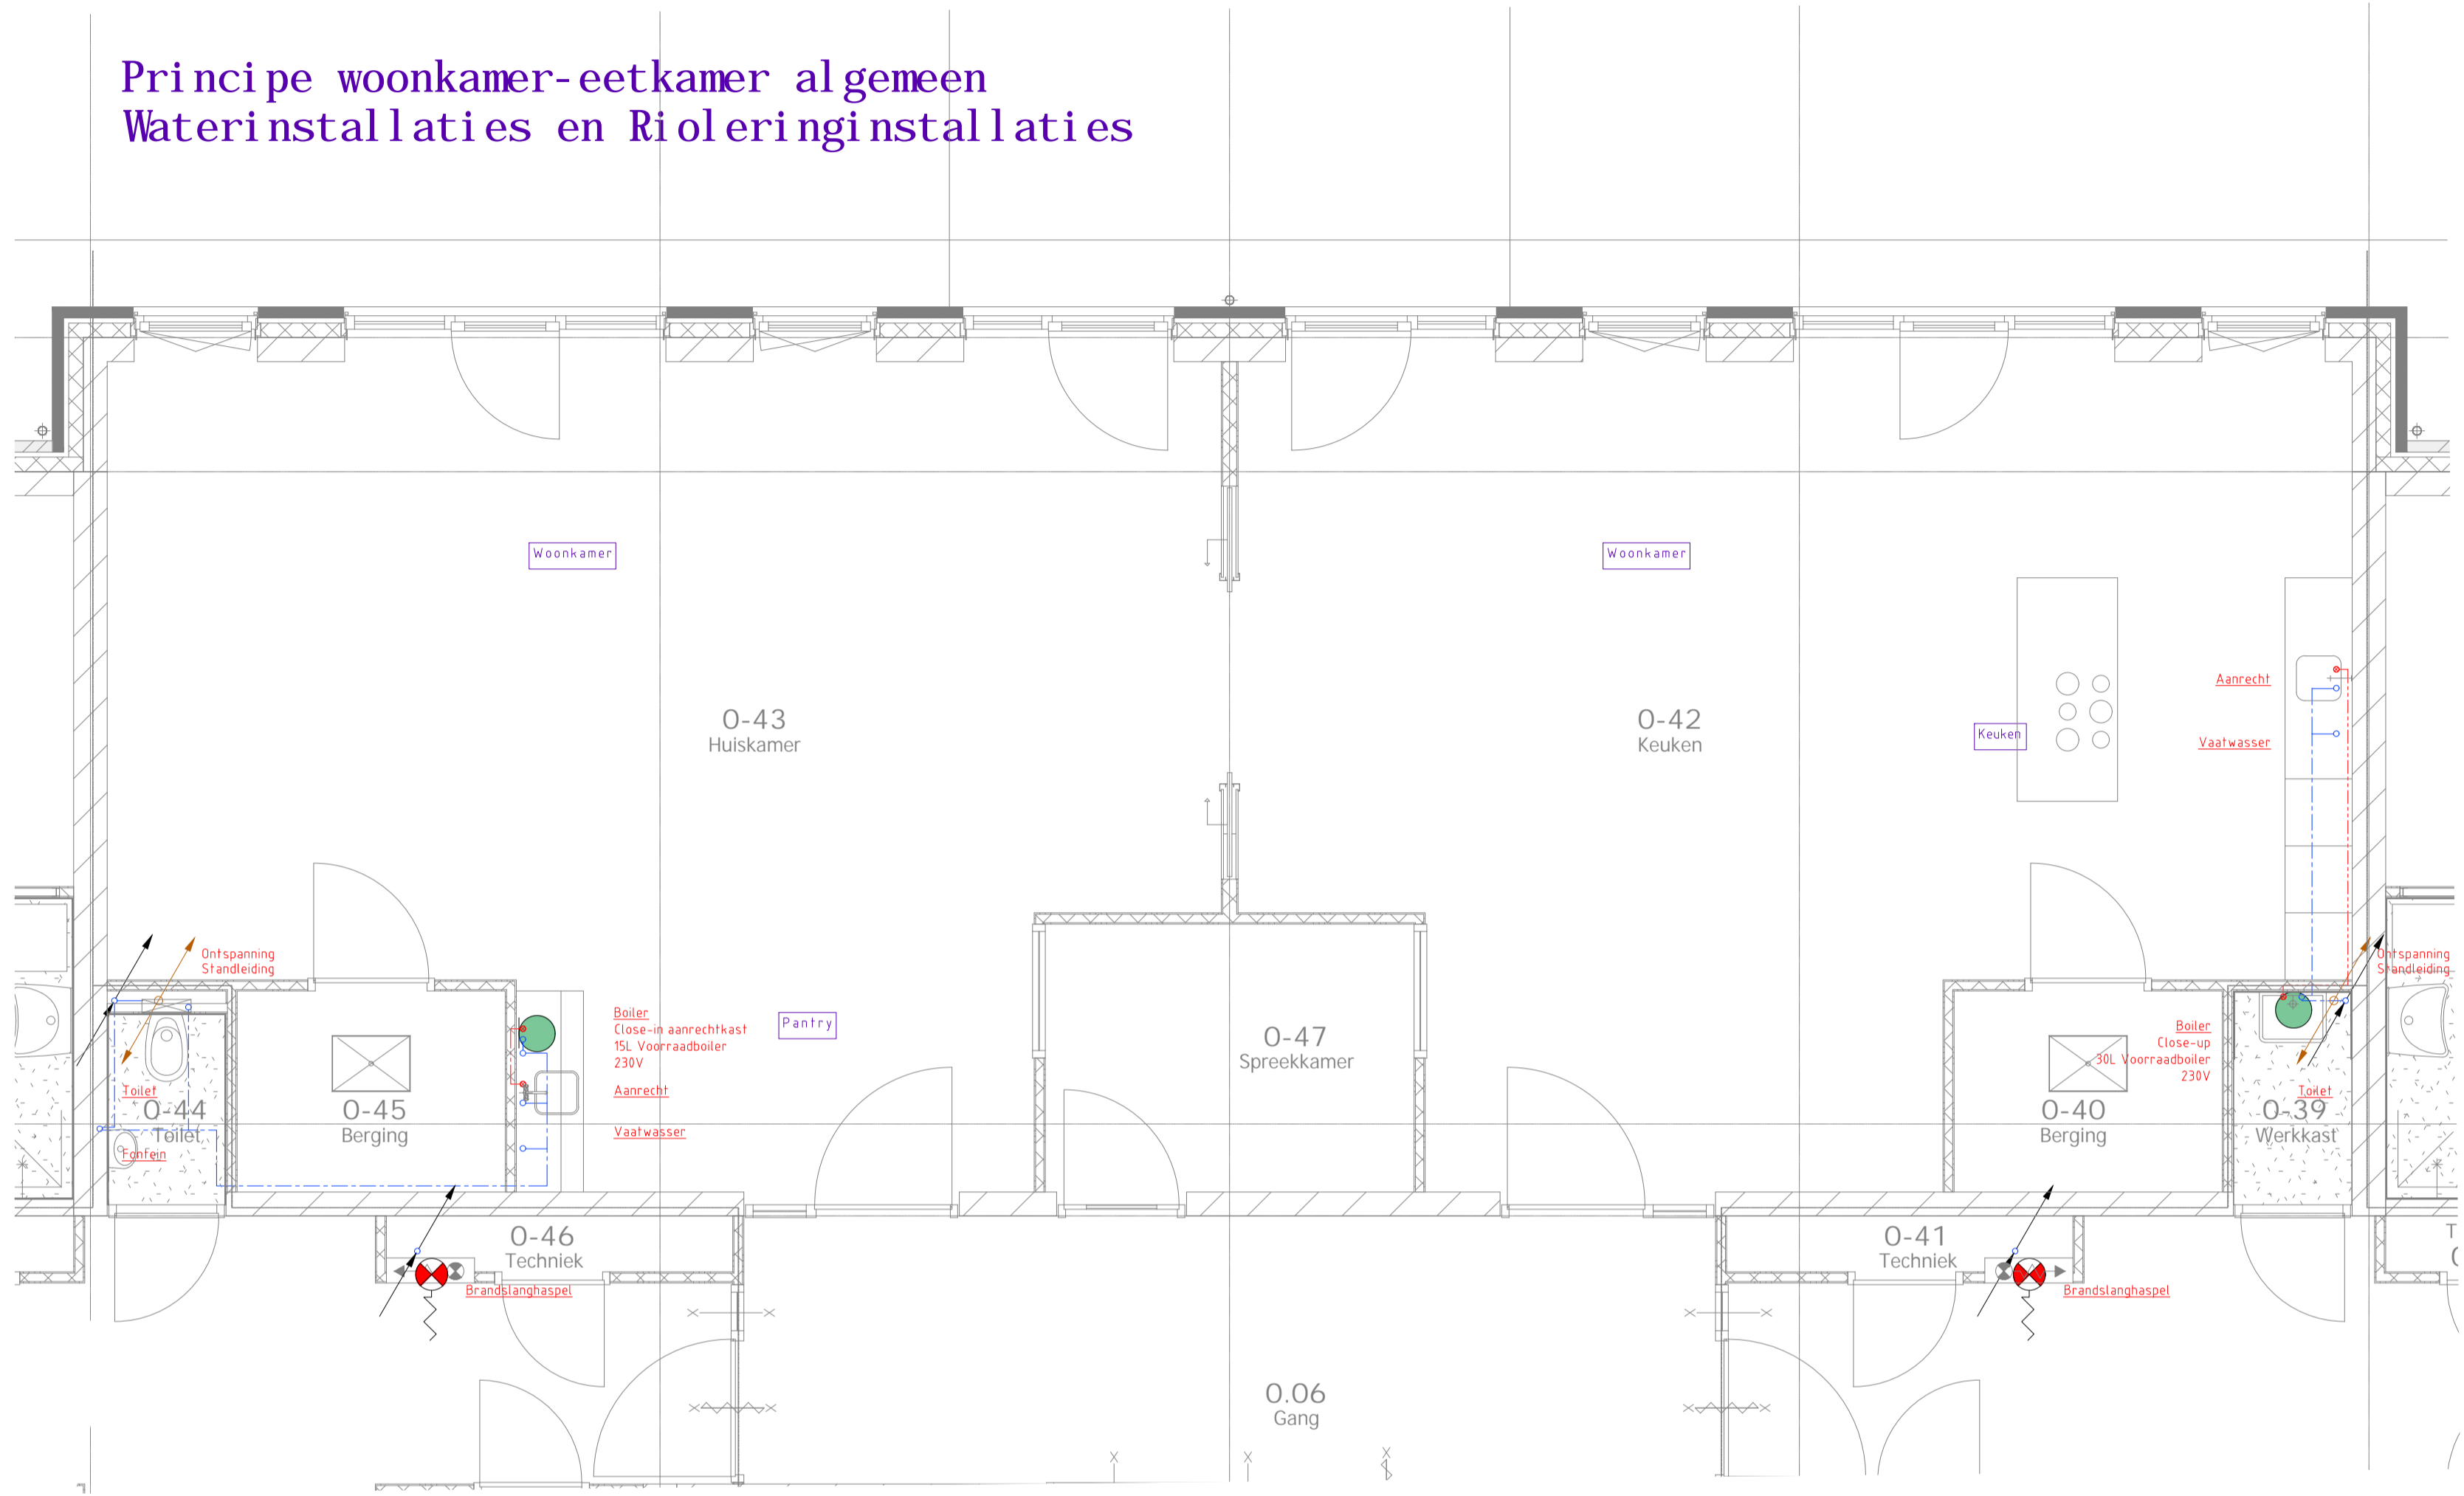 Principe woonkamer-eetkamer algemeen
Waterinstallaties en Rioleringinstallaties
Woonkamer
Woonkamer
Aanrecht
0-43
Huiskamer
0-42
Keuken
Keuken
Vaatwasser
Ontspanning
Standleiding
Ontspanning
Standleiding
Boiler
Close-in aanrechtkast
15L Voorraadboiler
230V
Pantry
0-47
Spreekkamer
Boiler
Close-up
30L Voorraadboiler
230V
Aanrecht
Toilet
Toilet
0-44
Toilet
0-45
Berging
Vaatwasser
0-40
Berging
0-39
Werkkast
Fontein
0-46
Techniek
0-41
Techniek
Brandslanghaspel
Brandslanghaspel
0.06
Gang